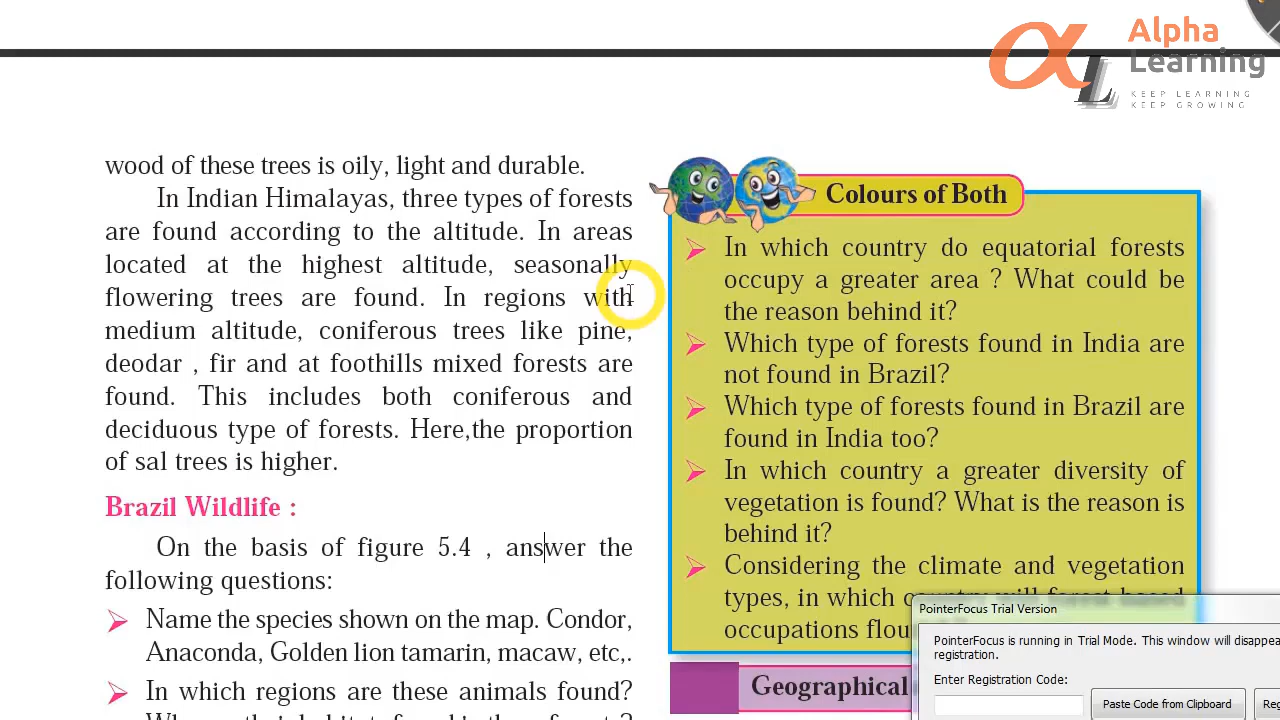 Alpha
Learning
KEEP LEARNING
KEEP GROWING
wood of these trees is oily, light and durable.
In Indian Himalayas, three types of forests
are found according to the altitude. In areas
located at the highest altitude, seasonally
flowering trees are found. In regions with
medium altitude, coniferous trees like pine,
deodar , fir and at foothills mixed forests are
found. This includes both coniferous and
deciduous type of forests. Here,the proportion
of sal trees is higher.
Brazil Wildlife :
On the basis of figure 5.4 , answer the
following questions:
➤ Name the species shown on the map. Condor,
Anaconda, Golden lion tamarin, macaw, etc,.
➤ In which regions are these animals found?
Colours of Both
➤ In which country do equatorial forests
occupy a greater area ? What could be
the reason behind it?
➤ Which type of forests found in India are
not found in Brazil?
➤ Which type of forests found in Brazil are
found in India too?
➤ In which country a greater diversity of
vegetation is found? What is the reason is
behind it?
➤ Considering the climate and vegetation
types, in which country will forest based
occupations
Geographical
PointerFocus Trial Version
PointerFocus is running in Trial Mode. This window will
registration.
Enter Registration Code:
Paste Code from Clipboard